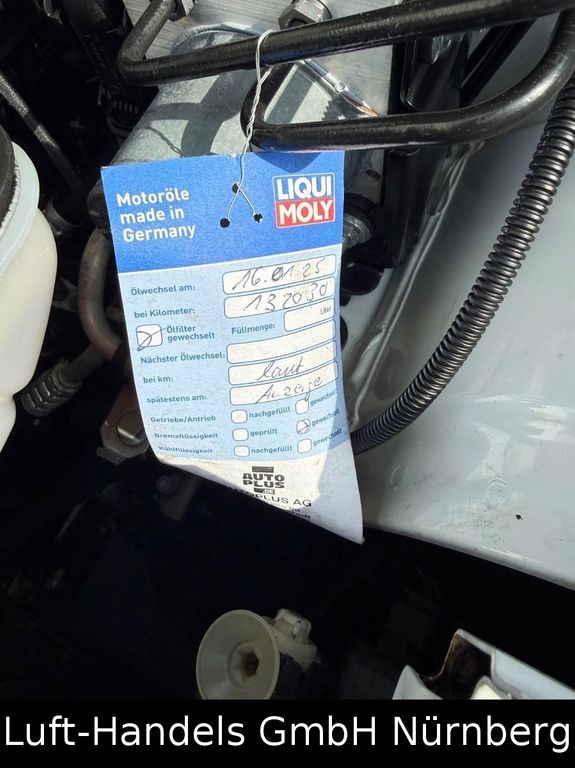 Motoröle
made in
Germany
LIQUI
MOLY
Ölwechsel am: 16.01.25
bei Kilometer: 132030
Ölfilter gewechselt Füllmenge: Liter
Nächster Ölwechsel:
bei km: laut
spätestens am: Anzeige
Getriebe/Antrieb nachgefüllt gewechselt
Bremsflüssigkeit geprüft gewechselt
Kühlflüssigkeit nachgefüllt gewechselt
AUTO
PLUS
.DE
AUTOPLUS AG
Luft-Handels GmbH Nürnberg